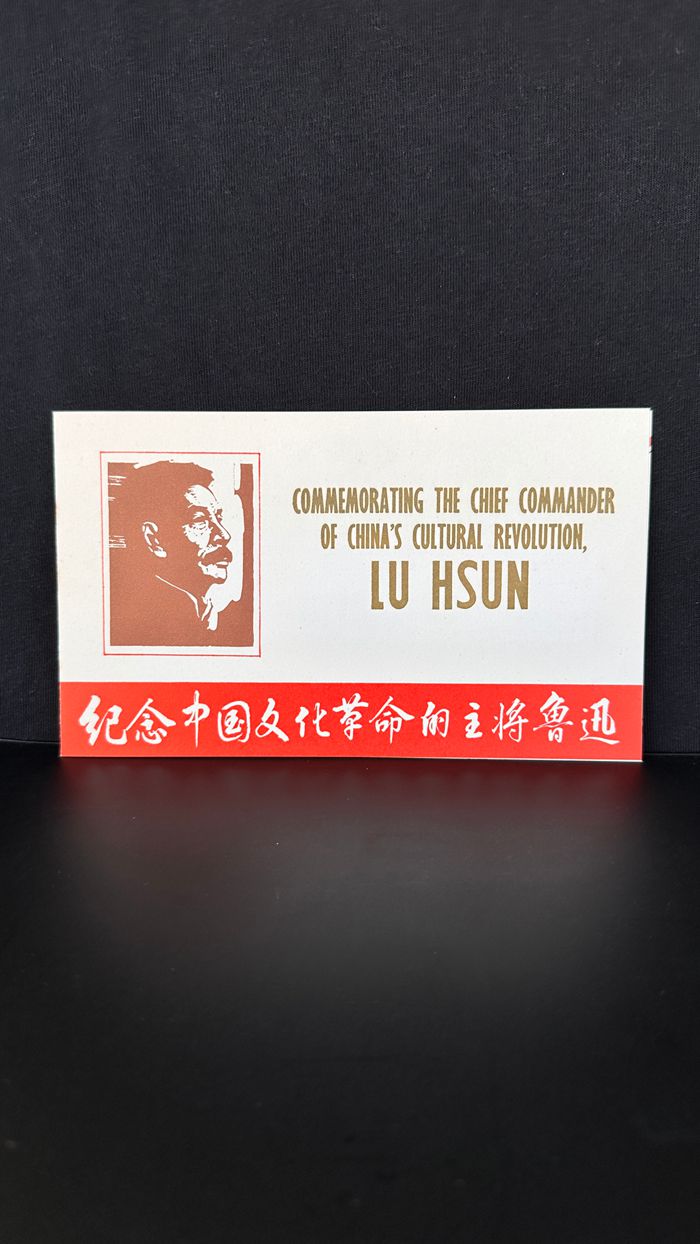 COMMEMORATING THE CHIEF COMMANDER
OF CHINA'S CULTURAL REVOLUTION,
LU HSUN
纪念中国文化革命的主将鲁迅